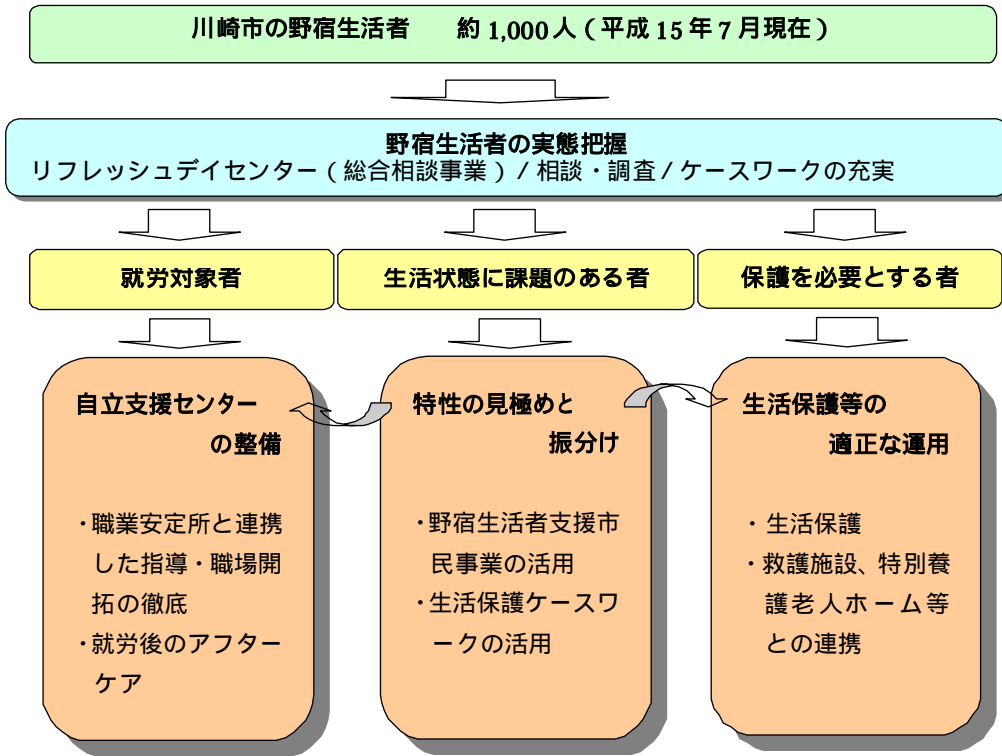 川崎市の野宿生活者　　約 1,000 人（平成 15 年 7 月現在）
野宿生活者の実態把握
リフレッシュデイセンター（総合相談事業）/ 相談・調査 / ケースワークの充実
就労対象者
生活状態に課題のある者
保護を必要とする者
自立支援センター
の整備
・職業安定所と連携
した指導・職場開
拓の徹底
・就労後のアフター
ケア
特性の見極めと
振分け
・野宿生活者支援市
民事業の活用
・生活保護ケースワ
ークの活用
生活保護等の
適正な運用
・生活保護
・救護施設、特別養
護老人ホーム等
との連携